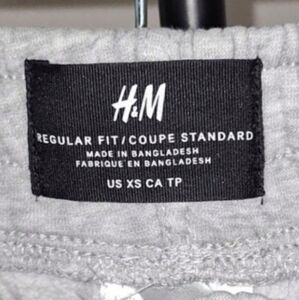 H&M
REGULAR FIT/COUPE STANDARD
MADE IN BANGLADESH
FABRIQUE EN BANGLADESH
US XS CA TP